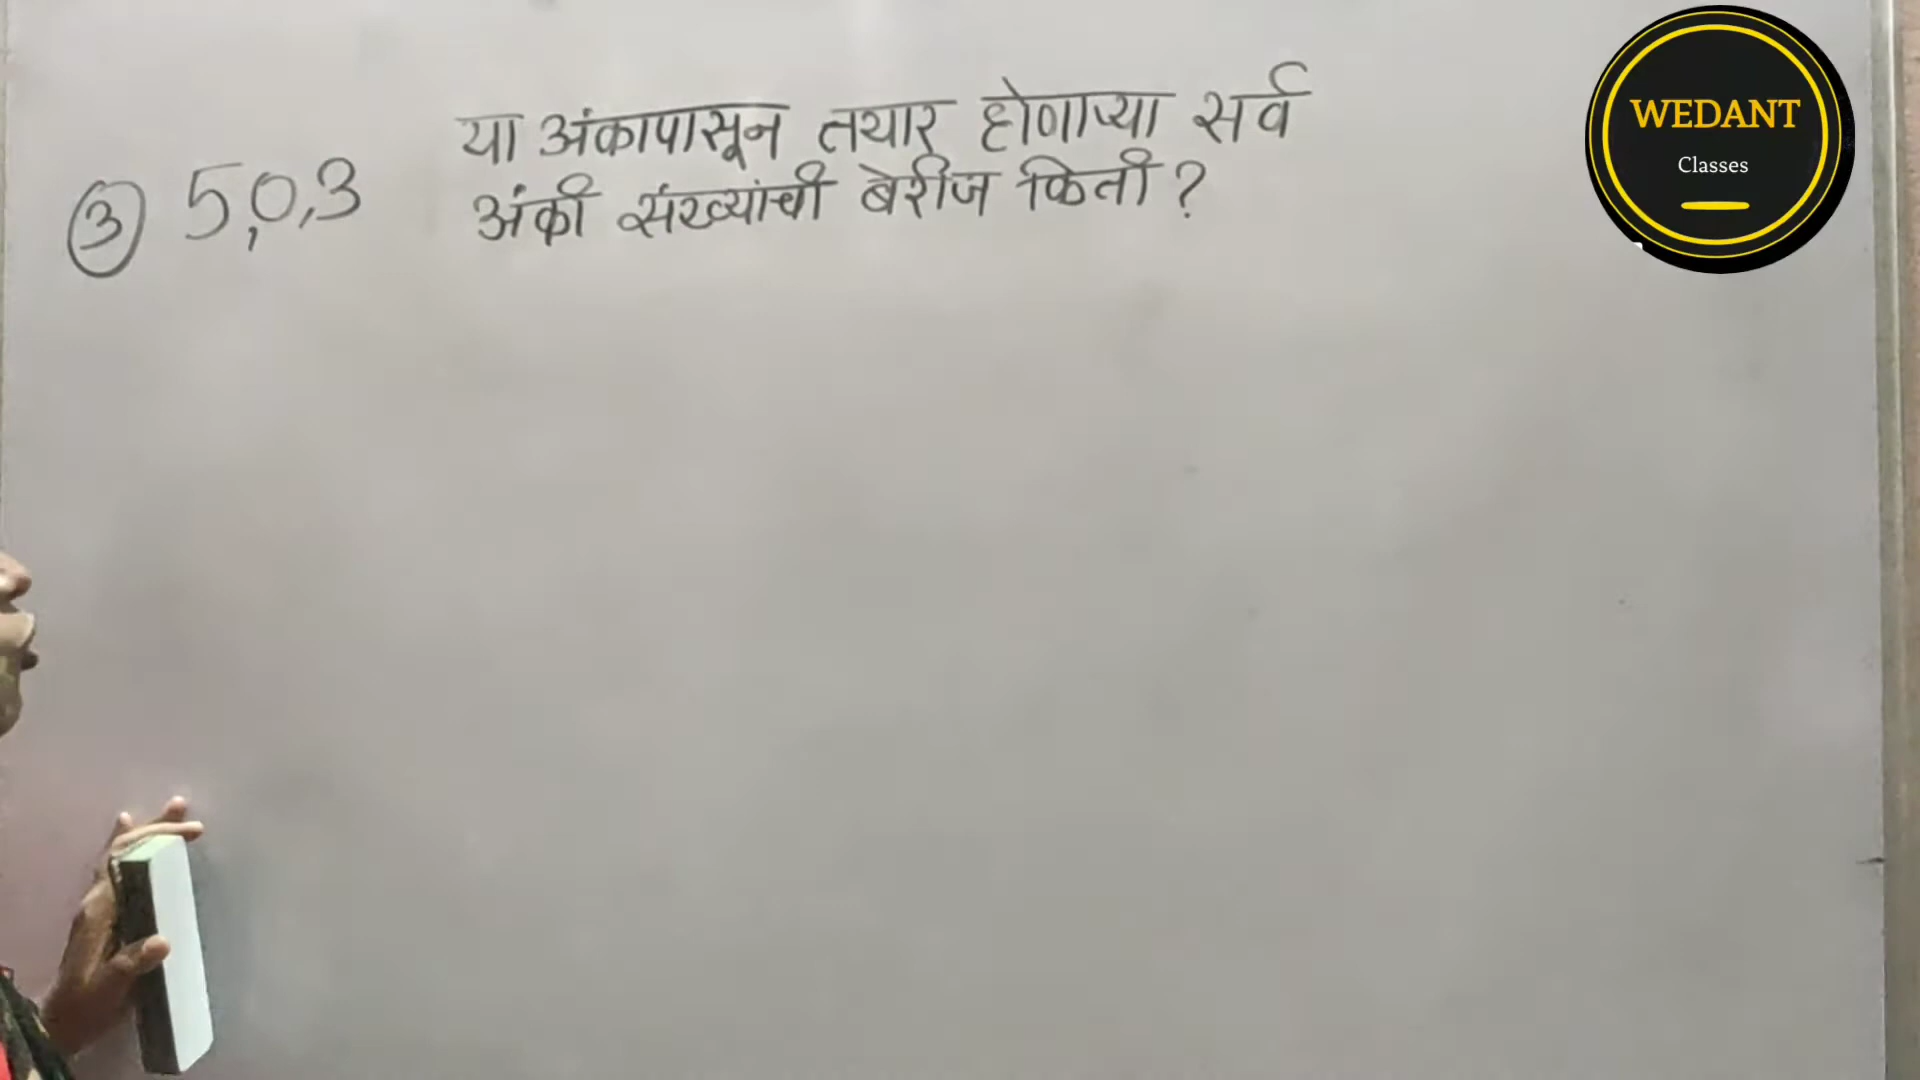 या अंकापासून तयार होणाऱ्या सर्व
③ 5,0,3 अंकी संख्यांची बेरीज किती ?
WEDANT
Classes